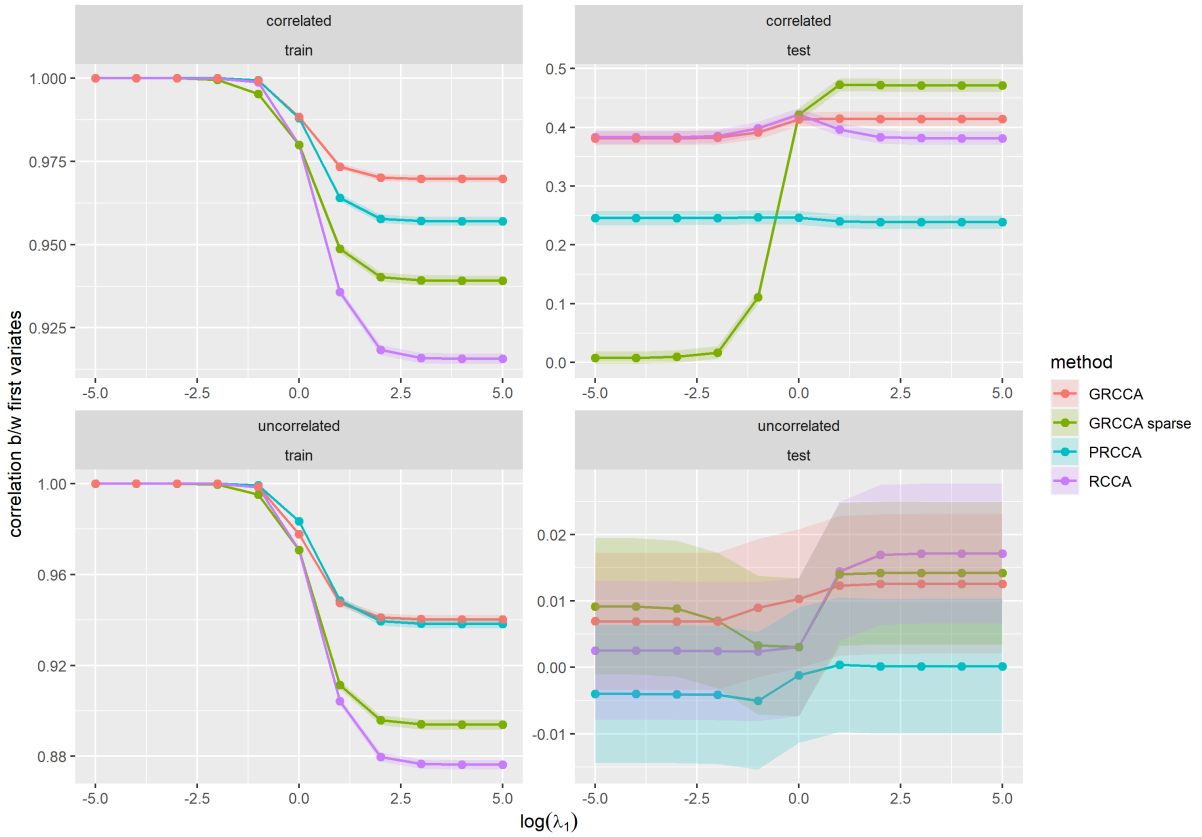 correlated
train
1.000
0.975
0.950
0.925
-5.0
-2.5
0.0
2.5
5.0
correlated
test
0.5
0.4
0.3
0.2
0.1
0.0
-5.0
-2.5
0.0
2.5
5.0
uncorrelated
train
1.00
0.96
0.92
0.88
-5.0
-2.5
0.0
2.5
5.0
uncorrelated
test
0.02
0.01
0.00
-0.01
-5.0
-2.5
0.0
2.5
5.0
correlation b/w first variates
log(λ₁)
method
GRCCA
GRCCA sparse
PRCCA
RCCA